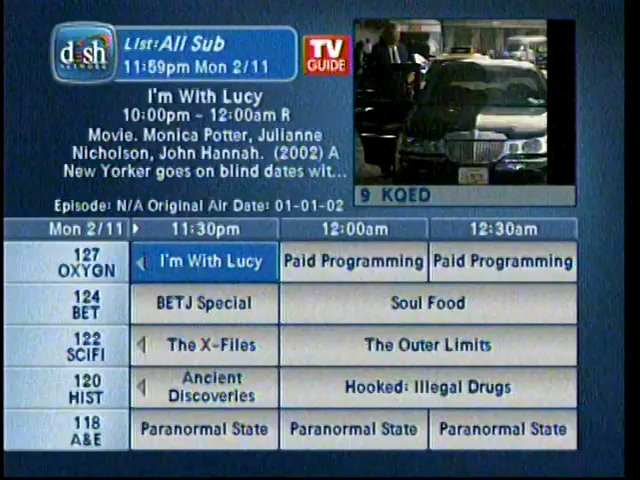 dish
NETWORK
List:All Sub
11:59pm Mon 2/11
TV
GUIDE
I'm With Lucy
10:00pm - 12:00am R
Movie. Monica Potter, Julianne
Nicholson, John Hannah. (2002) A
New Yorker goes on blind dates wit...
Episode: N/A Original Air Date: 01-01-02
9 KQED
Mon 2/11 11:30pm 12:00am 12:30am
127 OXYGN I'm With Lucy Paid Programming Paid Programming
124 BET BETJ Special Soul Food
122 SCIFI The X-Files The Outer Limits
120 HIST Ancient Discoveries Hooked: Illegal Drugs
118 A&E Paranormal State Paranormal State Paranormal State